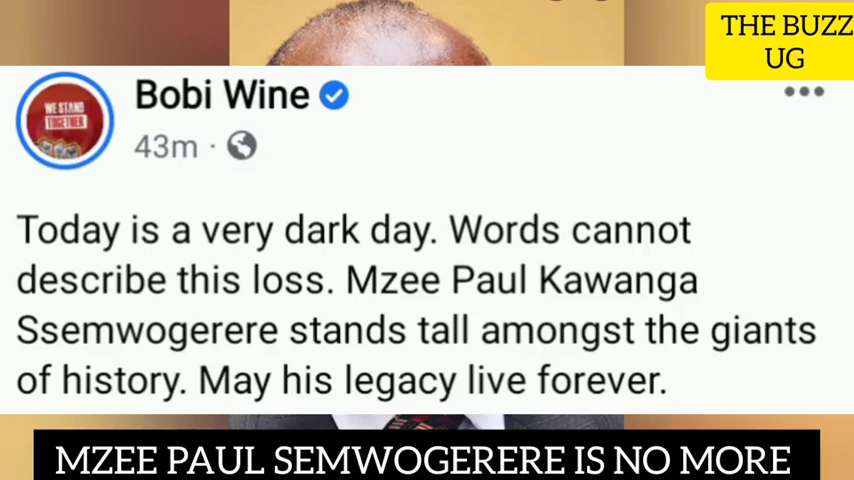 THE BUZZ
UG
Bobi Wine
43m ·
WE STAND
TOGETHER
Today is a very dark day. Words cannot
describe this loss. Mzee Paul Kawanga
Ssemwogerere stands tall amongst the giants
of history. May his legacy live forever.
MZEE PAUL SEMWOGERERE IS NO MORE